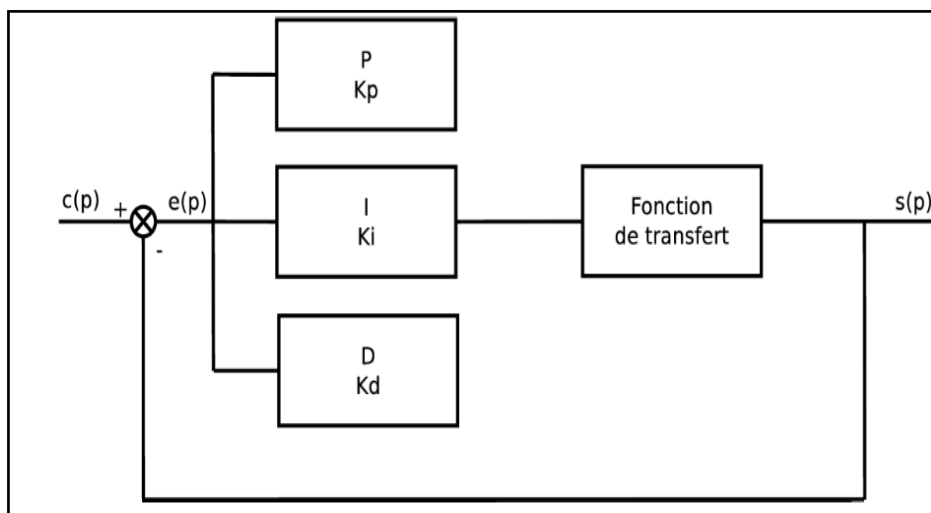 P
Kp
c(p)
+
e(p)
-
I
Ki
Fonction
de transfert
s(p)
D
Kd